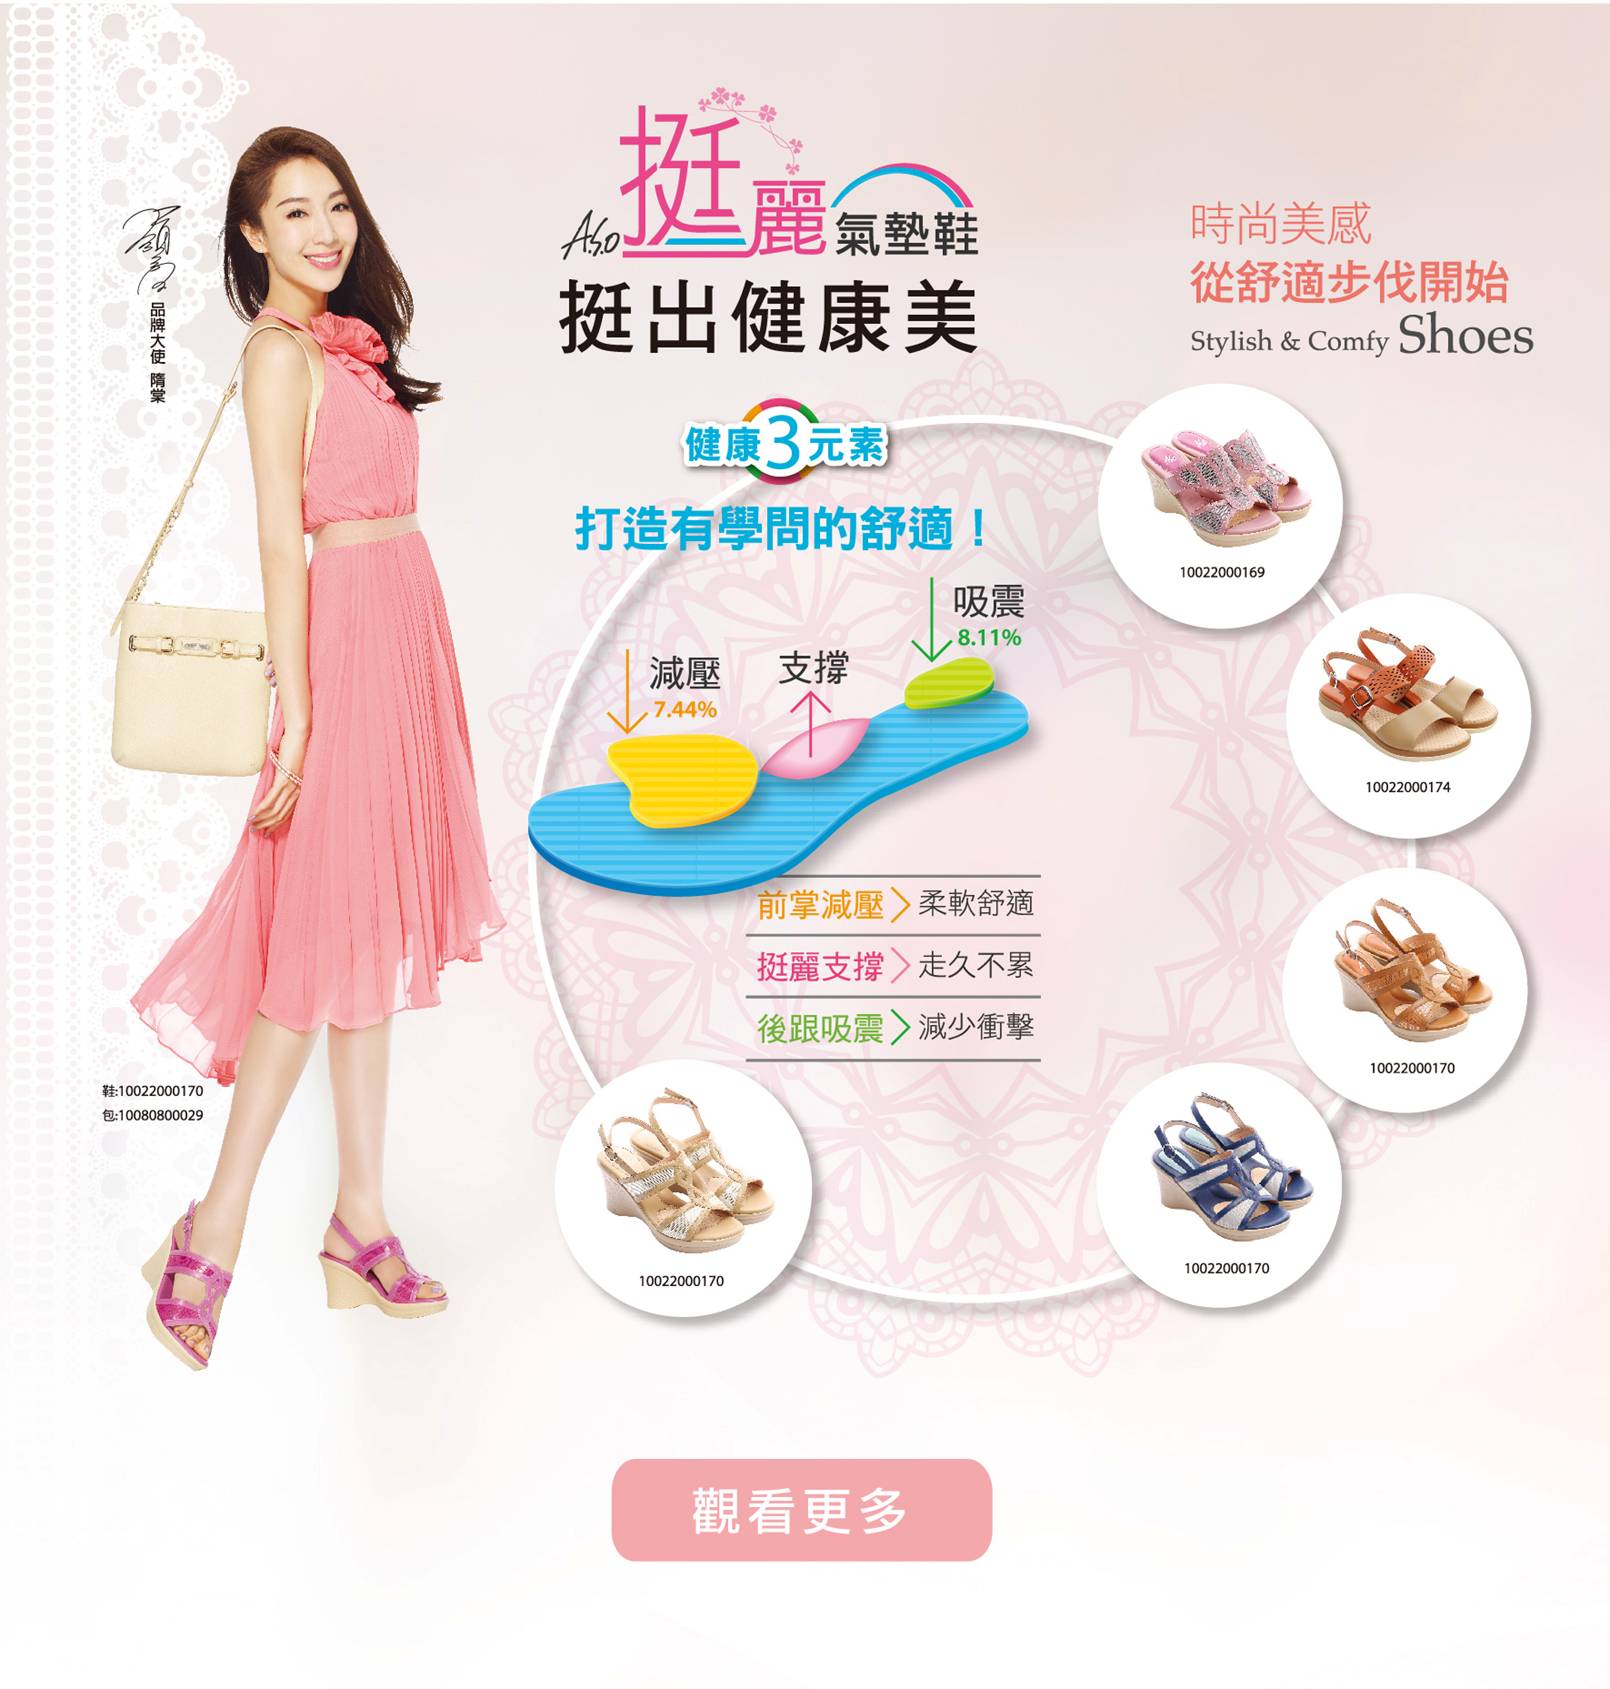 A.S.O 挺麗氣墊鞋
挺出健康美
時尚美感
從舒適步伐開始
Stylish & Comfy Shoes
品牌大使 隋棠
健康3元素
打造有學問的舒適！
吸震
8.11%
減壓
7.44%
支撐
前掌減壓 柔軟舒適
挺麗支撐 走久不累
後跟吸震 減少衝擊
10022000169
10022000174
10022000170
10022000170
10022000170
鞋:10022000170
包:10080800029
觀看更多